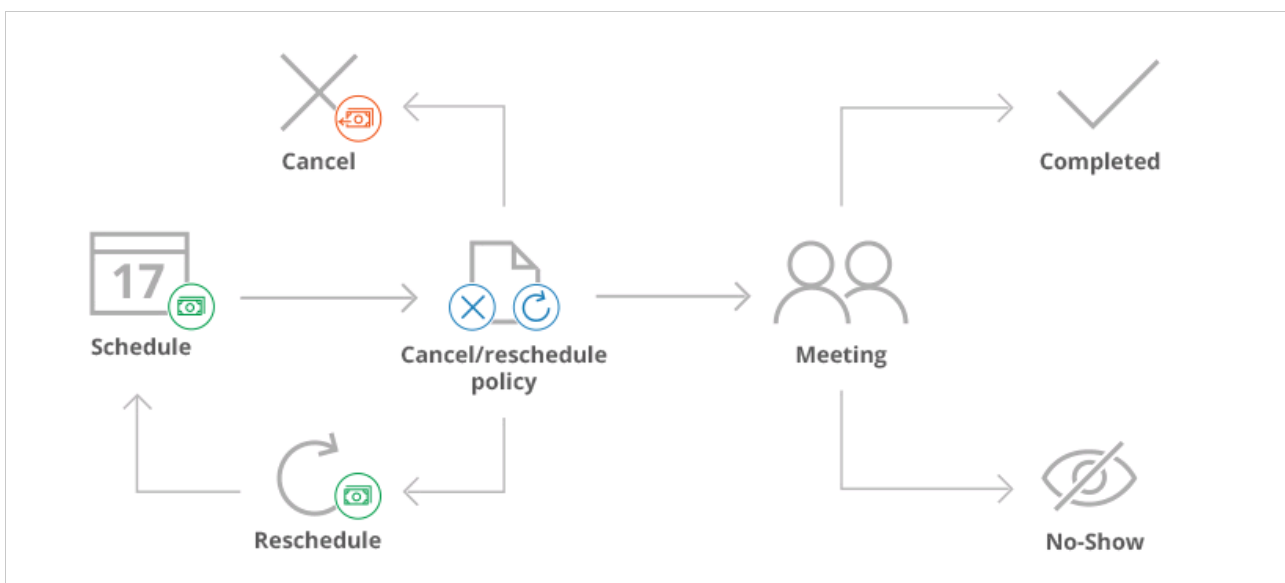 Cancel
Completed
17
Schedule
Cancel/reschedule
policy
Meeting
Reschedule
No-Show